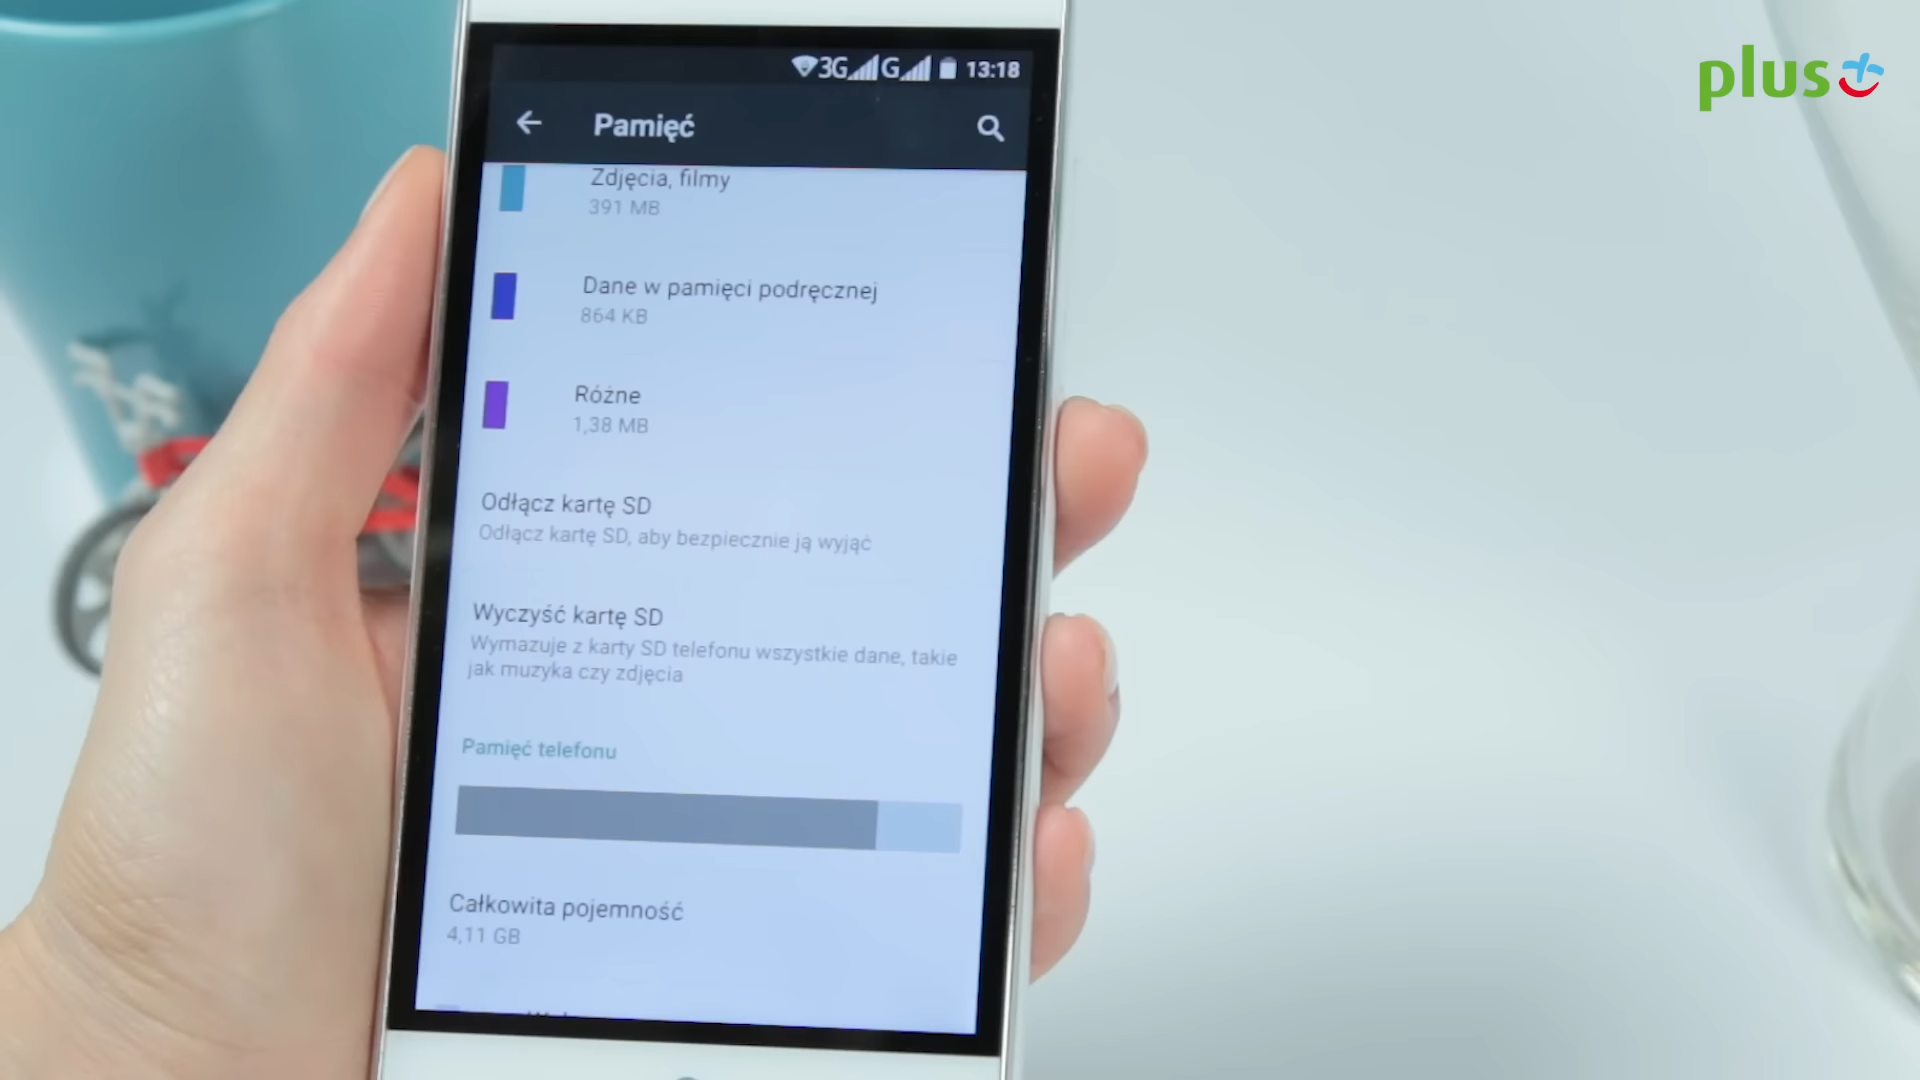 plus
3G G 13:18
Pamięć
Zdjęcia, filmy
391 MB
Dane w pamięci podręcznej
864 KB
Różne
1,38 MB
Odłącz kartę SD
Odłącz kartę SD, aby bezpiecznie ją wyjąć
Wyczyść kartę SD
Wymazuje z karty SD telefonu wszystkie dane, takie
jak muzyka czy zdjęcia
Pamięć telefonu
Całkowita pojemność
4,11 GB